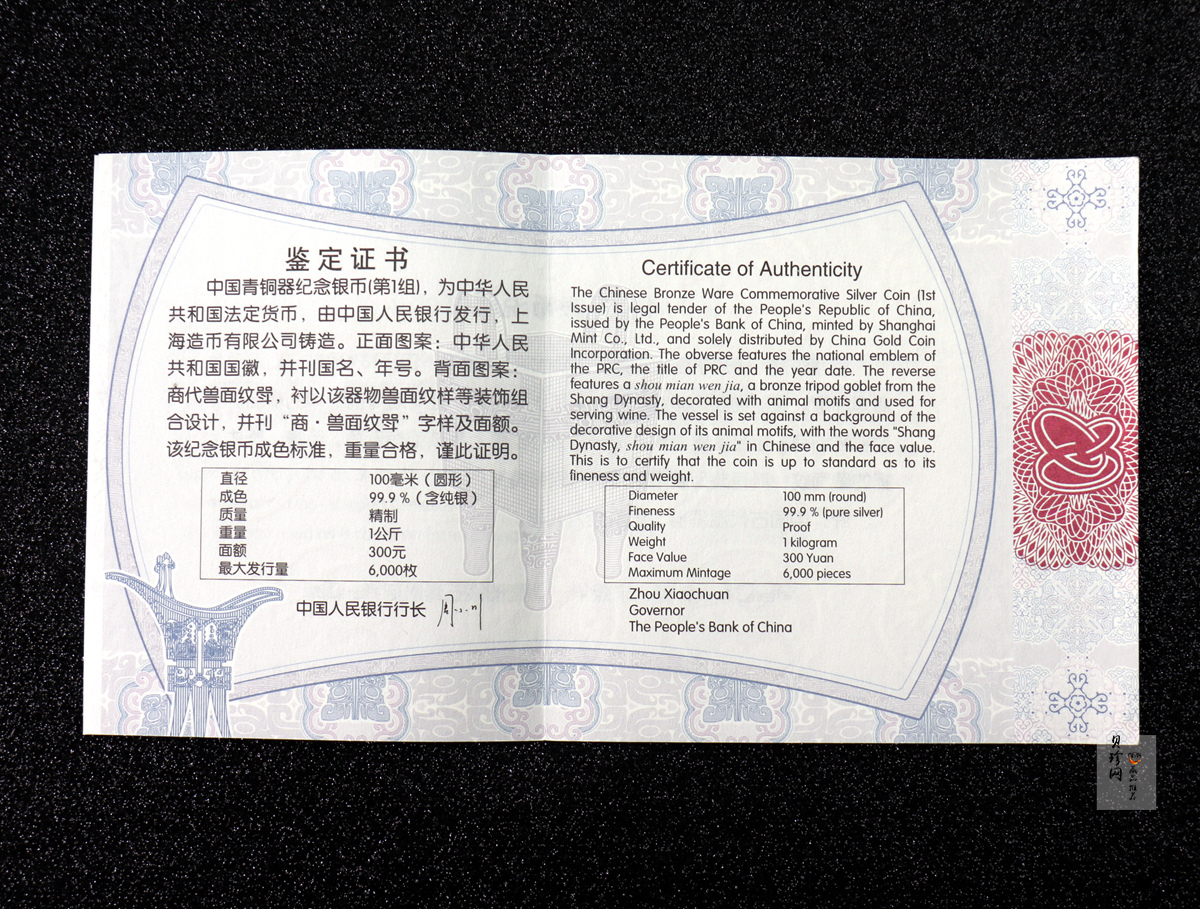 鉴定证书
中国青铜器纪念银币(第1组)，为中华人民
共和国法定货币，由中国人民银行发行，上
海造币有限公司铸造。正面图案：中华人民
共和国国徽，并刊国名、年号。背面图案：
商代兽面纹斝，衬以该器物兽面纹样等装饰组
合设计，并刊“商·兽面纹斝”字样及面额。
该纪念银币成色标准，重量合格，谨此证明。
直径 100毫米（圆形）
成色 99.9％（含纯银）
质量 精制
重量 1公斤
面额 300元
最大发行量 6,000枚
中国人民银行行长
Certificate of Authenticity
The Chinese Bronze Ware Commemorative Silver Coin (1st
Issue) is legal tender of the People's Republic of China,
issued by the People's Bank of China, minted by Shanghai
Mint Co., Ltd., and solely distributed by China Gold Coin
Incorporation. The obverse features the national emblem of
the PRC, the title of PRC and the year date. The reverse
features a shou mian wen jia, a bronze tripod goblet from the
Shang Dynasty, decorated with animal motifs and used for
serving wine. The vessel is set against a background of the
decorative design of its animal motifs, with the words "Shang
Dynasty, shou mian wen jia" in Chinese and the face value.
This is to certify that the coin is up to standard as to its
fineness and weight.
Diameter 100 mm (round)
Fineness 99.9 % (pure silver)
Quality Proof
Weight 1 kilogram
Face Value 300 Yuan
Maximum Mintage 6,000 pieces
Zhou Xiaochuan
Governor
The People's Bank of China
贝珍网